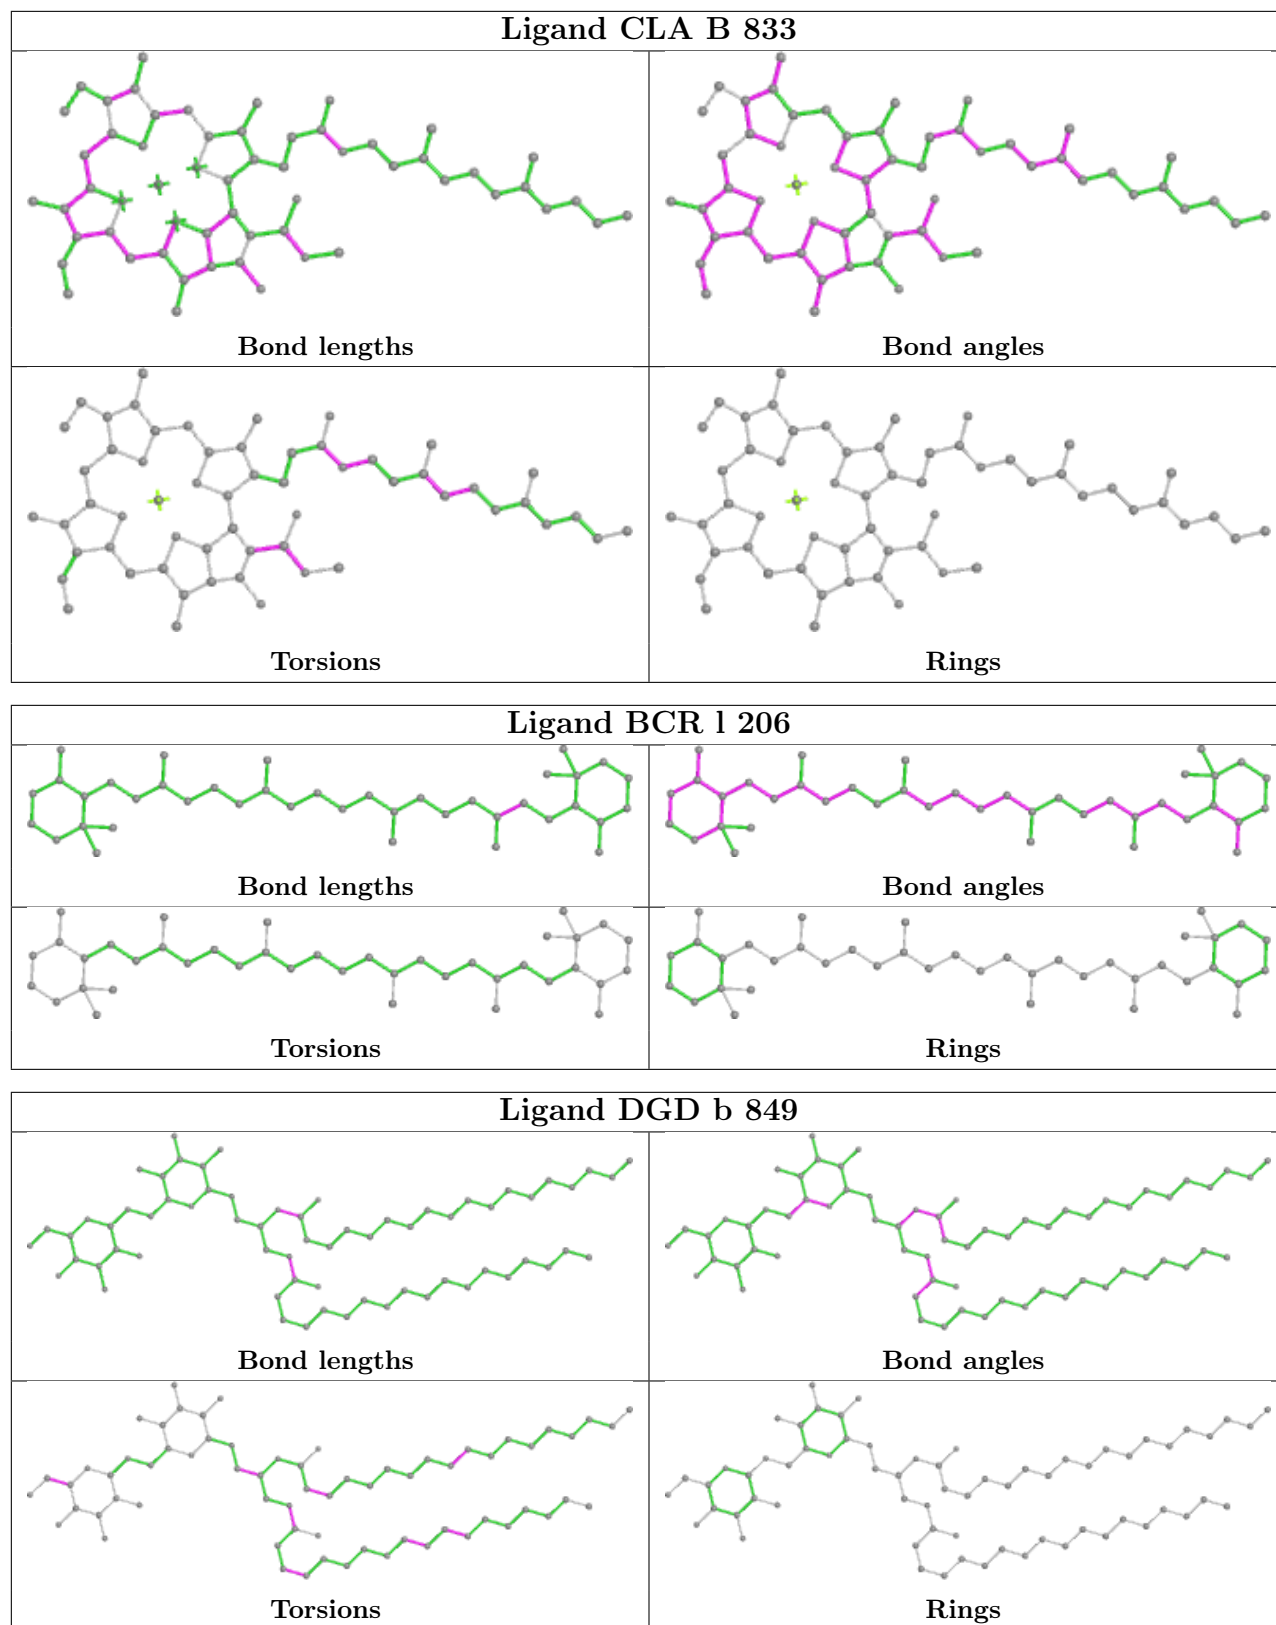 Ligand CLA B 833
Bond lengths
Bond angles
Torsions
Rings
Ligand BCR l 206
Bond lengths
Bond angles
Torsions
Rings
Ligand DGD b 849
Bond lengths
Bond angles
Torsions
Rings